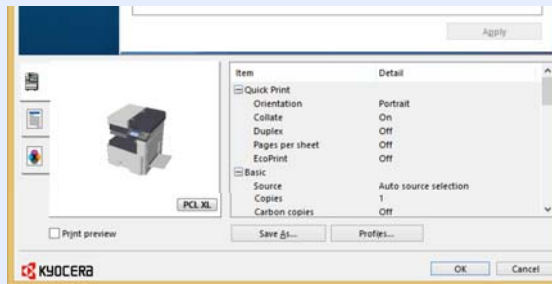 Apply
Item Detail
Quick Print
Orientation Portrait
Collate On
Duplex Off
Pages per sheet Off
EcoPrint Off
Basic
Source Auto source selection
Copies 1
Carbon copies Off
PCL XL
Print preview Save As... Profiles...
KYOCERA OK Cancel